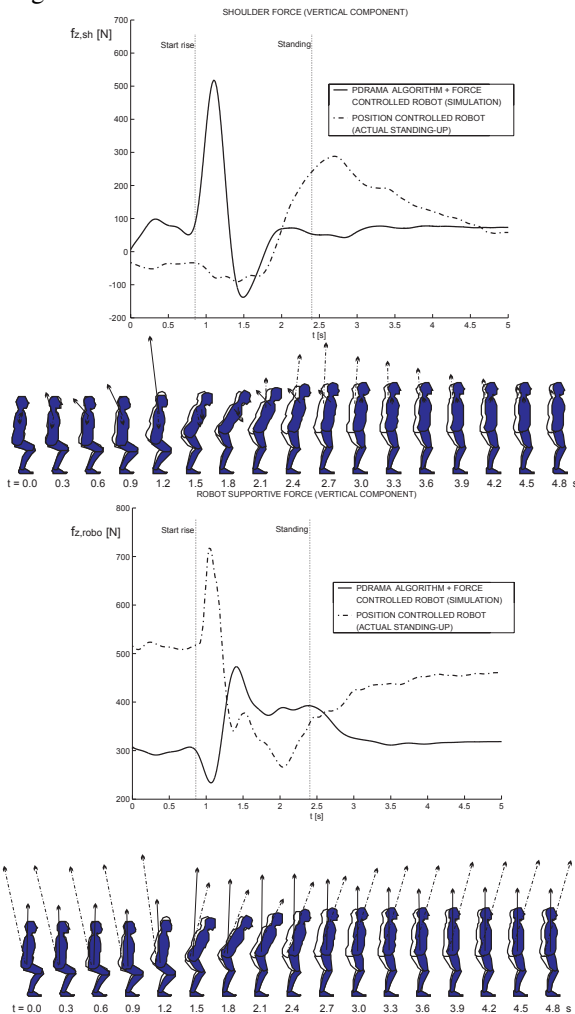 SHOULDER FORCE (VERTICAL COMPONENT)
fz,sh [N]
700
600
500
400
300
200
100
0
-100
-200
Start rise
Standing
PDRAMA ALGORITHM + FORCE
CONTROLLED ROBOT (SIMULATION)
POSITION CONTROLLED ROBOT
(ACTUAL STANDING-UP)
0 0.5 1 1.5 2 2.5 3 3.5 4 4.5 5
t [s]
t = 0.0 0.3 0.6 0.9 1.2 1.5 1.8 2.1 2.4 2.7 3.0 3.3 3.6 3.9 4.2 4.5 4.8 s
ROBOT SUPPORTIVE FORCE (VERTICAL COMPONENT)
fz,robo [N]
800
700
600
500
400
300
200
Start rise
Standing
PDRAMA ALGORITHM + FORCE
CONTROLLED ROBOT (SIMULATION)
POSITION CONTROLLED ROBOT
(ACTUAL STANDING-UP)
0 0.5 1 1.5 2 2.5 3 3.5 4 4.5 5
t [s]
t = 0.0 0.3 0.6 0.9 1.2 1.5 1.8 2.1 2.4 2.7 3.0 3.3 3.6 3.9 4.2 4.5 4.8 s